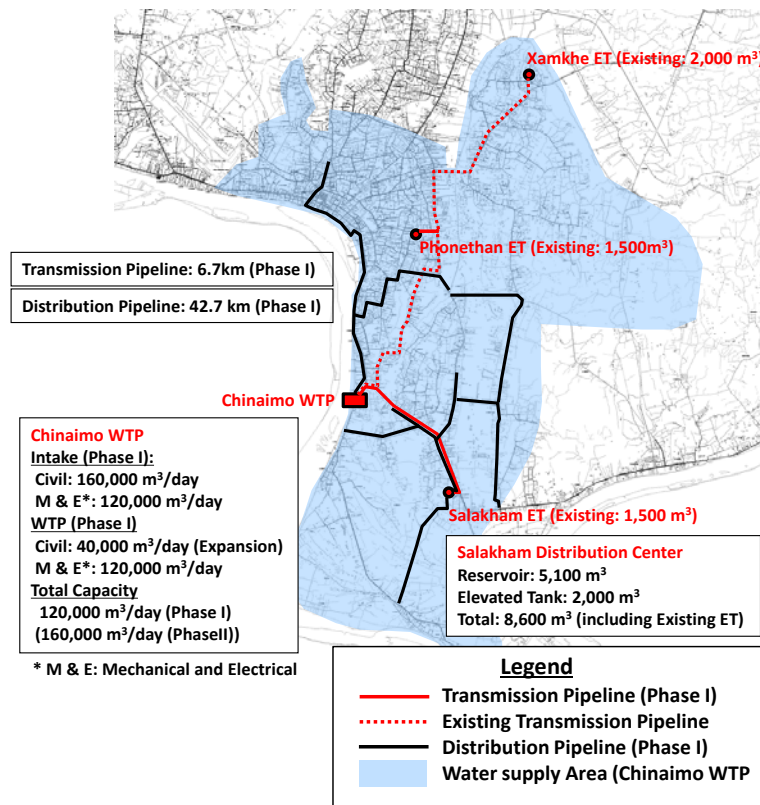 Xamkhe ET (Existing: 2,000 m³)
Phonethan ET (Existing: 1,500m³)
Transmission Pipeline: 6.7km (Phase I)
Distribution Pipeline: 42.7 km (Phase I)
Chinaimo WTP
Chinaimo WTP
Intake (Phase I):
Civil: 160,000 m³/day
M & E*: 120,000 m³/day
WTP (Phase I)
Civil: 40,000 m³/day (Expansion)
M & E*: 120,000 m³/day
Total Capacity
120,000 m³/day (Phase I)
(160,000 m³/day (PhaseII))
* M & E: Mechanical and Electrical
Salakham ET (Existing: 1,500 m³)
Salakham Distribution Center
Reservoir: 5,100 m³
Elevated Tank: 2,000 m³
Total: 8,600 m³ (including Existing ET)
Legend
Transmission Pipeline (Phase I)
Existing Transmission Pipeline
Distribution Pipeline (Phase I)
Water supply Area (Chinaimo WTP